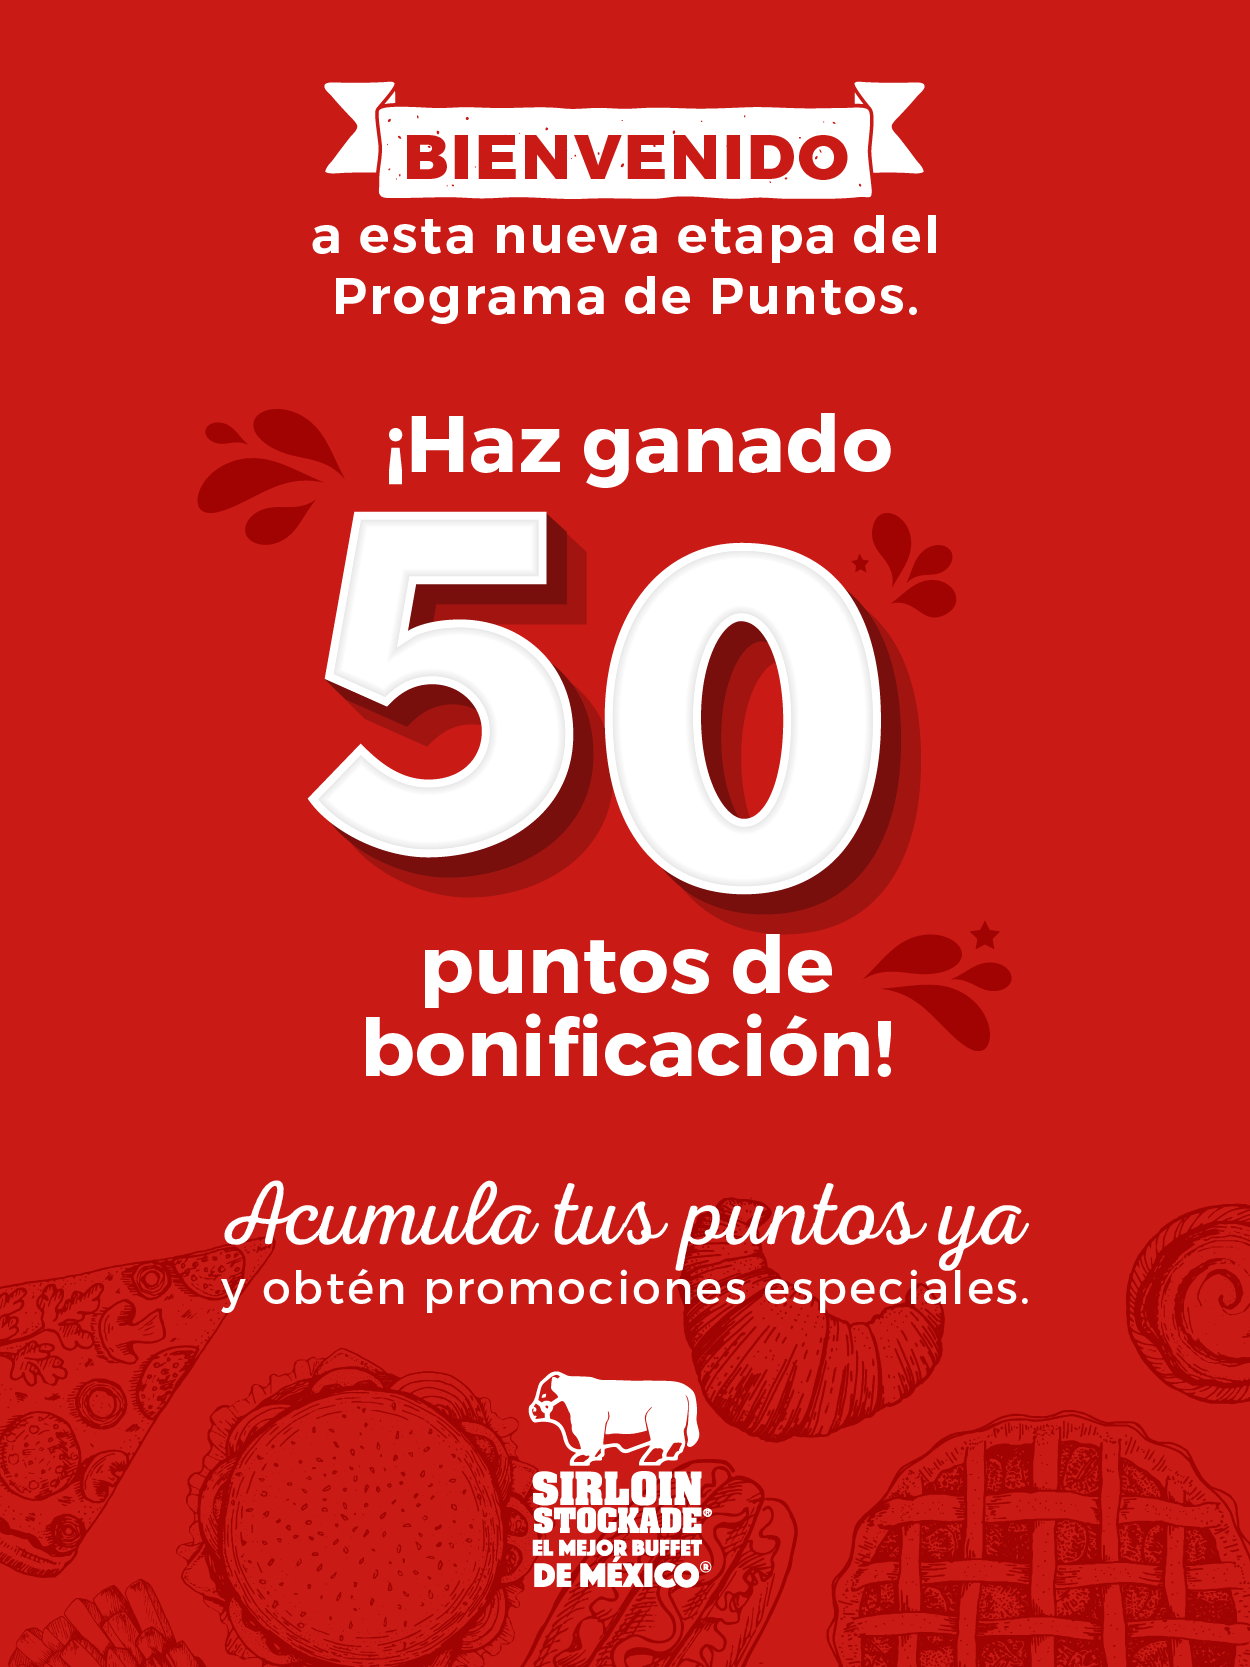 BIENVENIDO
a esta nueva etapa del
Programa de Puntos.
¡Haz ganado
50
puntos de
bonificación!
Acumula tus puntos ya
y obtén promociones especiales.
SIRLOIN
STOCKADE®
EL MEJOR BUFFET
DE MÉXICO®